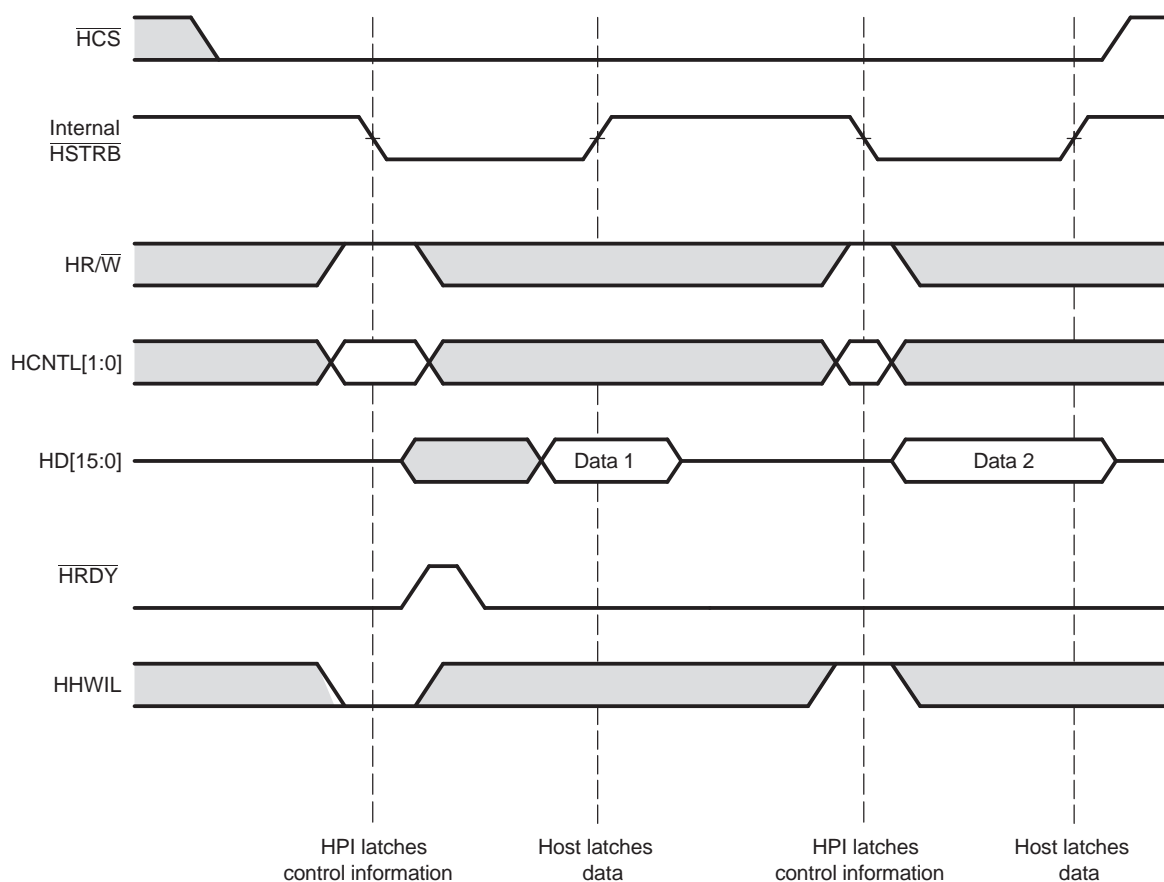 HCS
Internal
HSTRB
HR/W
HCNTL[1:0]
HD[15:0]
Data 1
Data 2
HRDY
HHWIL
HPI latches
control information
Host latches
data
HPI latches
control information
Host latches
data